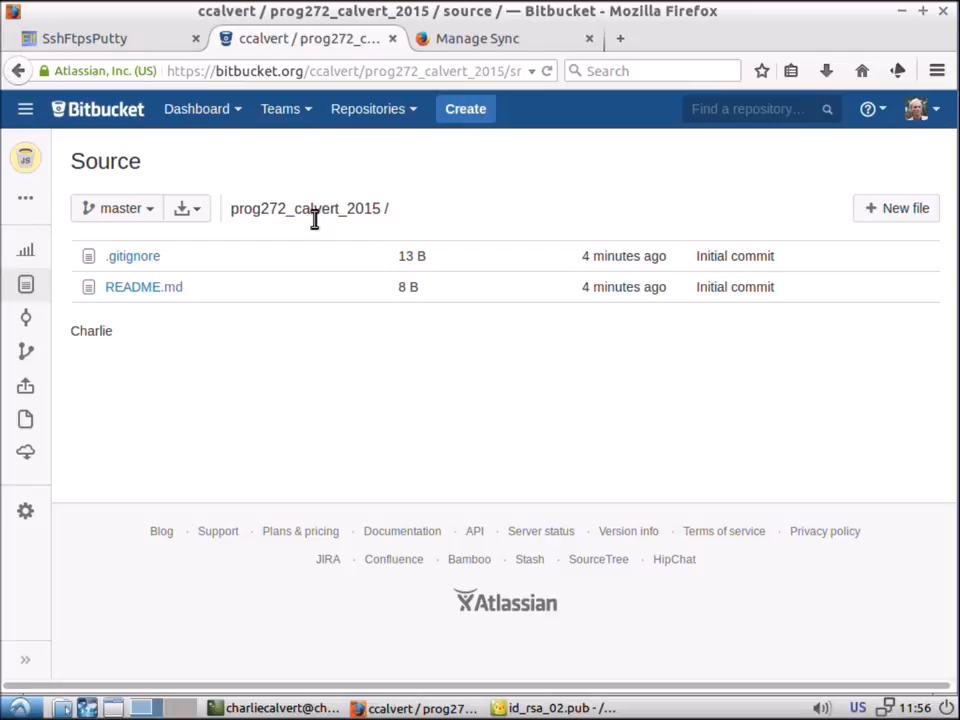 ccalvert / prog272_calvert_2015 / source / — Bitbucket - Mozilla Firefox
SshFtpsPutty
ccalvert / prog272_c...
Manage Sync
Atlassian, Inc. (US)
https://bitbucket.org/ccalvert/prog272_calvert_2015/sr
Search
Bitbucket
Dashboard
Teams
Repositories
Create
Find a repository...
JS
Source
master
prog272_calvert_2015 /
+ New file
.gitignore 13 B 4 minutes ago Initial commit
README.md 8 B 4 minutes ago Initial commit
Charlie
Blog · Support · Plans & pricing · Documentation · API · Server status · Version info · Terms of service · Privacy policy
JIRA · Confluence · Bamboo · Stash · SourceTree · HipChat
Atlassian
charliecalvert@ch...
ccalvert / prog27...
id_rsa_02.pub - /...
US
11:56